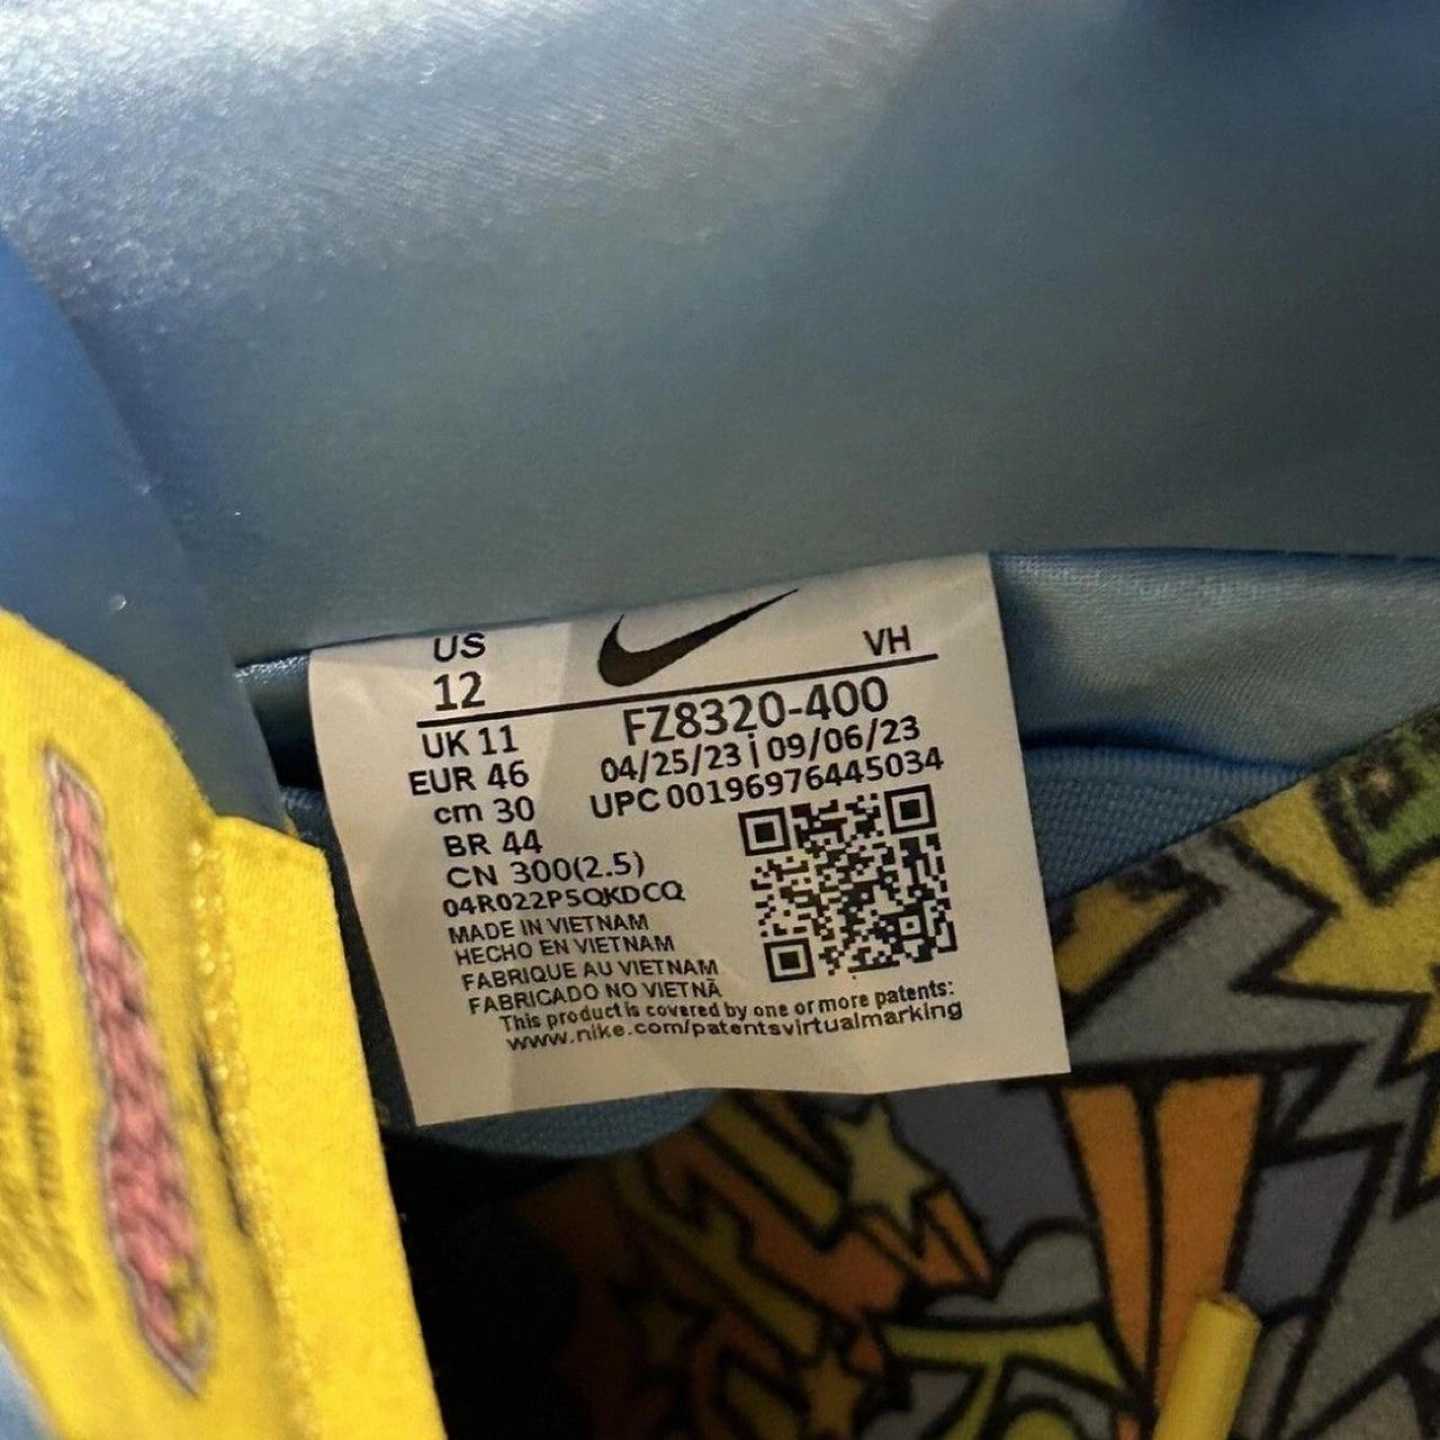 US
12
VH
UK 11
FZ8320-400
EUR 46
04/25/23 | 09/06/23
cm 30
UPC 00196976445034
BR 44
CN 300(2.5)
04R022P5QKDCQ
MADE IN VIETNAM
HECHO EN VIETNAM
FABRIQUE AU VIETNAM
FABRICADO NO VIETNÃ
This product is covered by one or more patents:
www.nike.com/patentsvirtualmarking